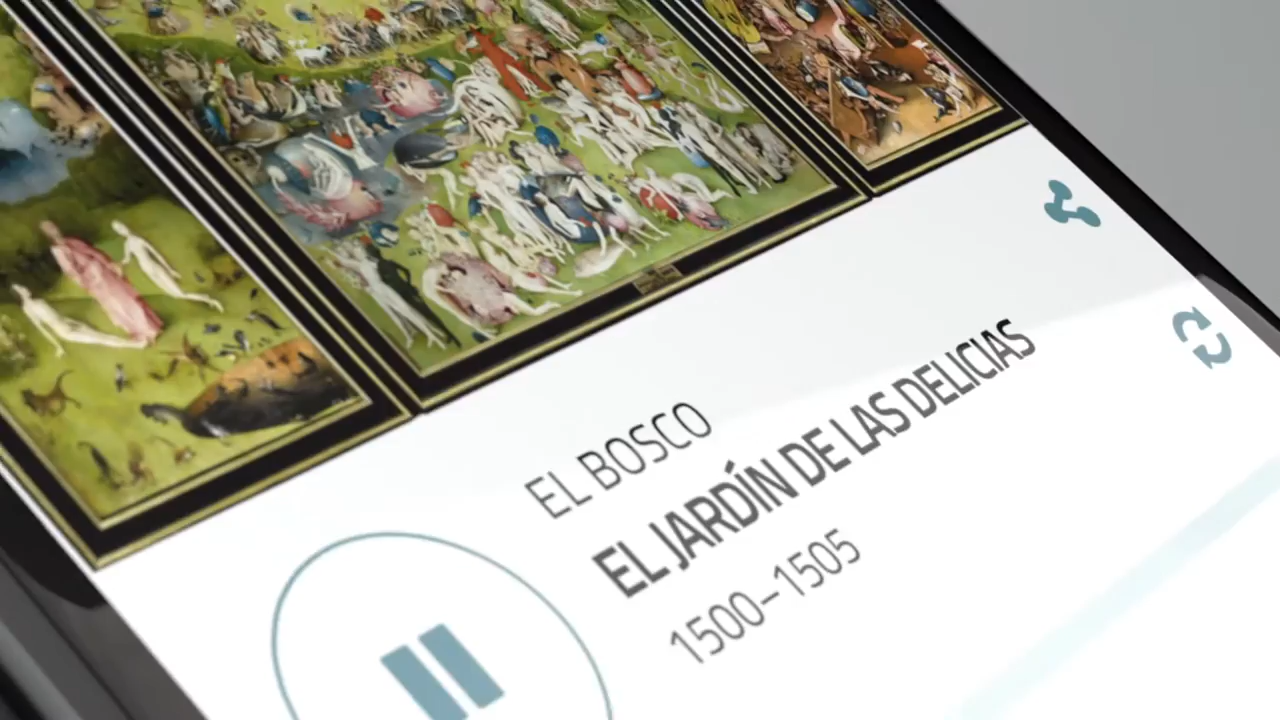 EL BOSCO
EL JARDÍN DE LAS DELICIAS
1500–1505